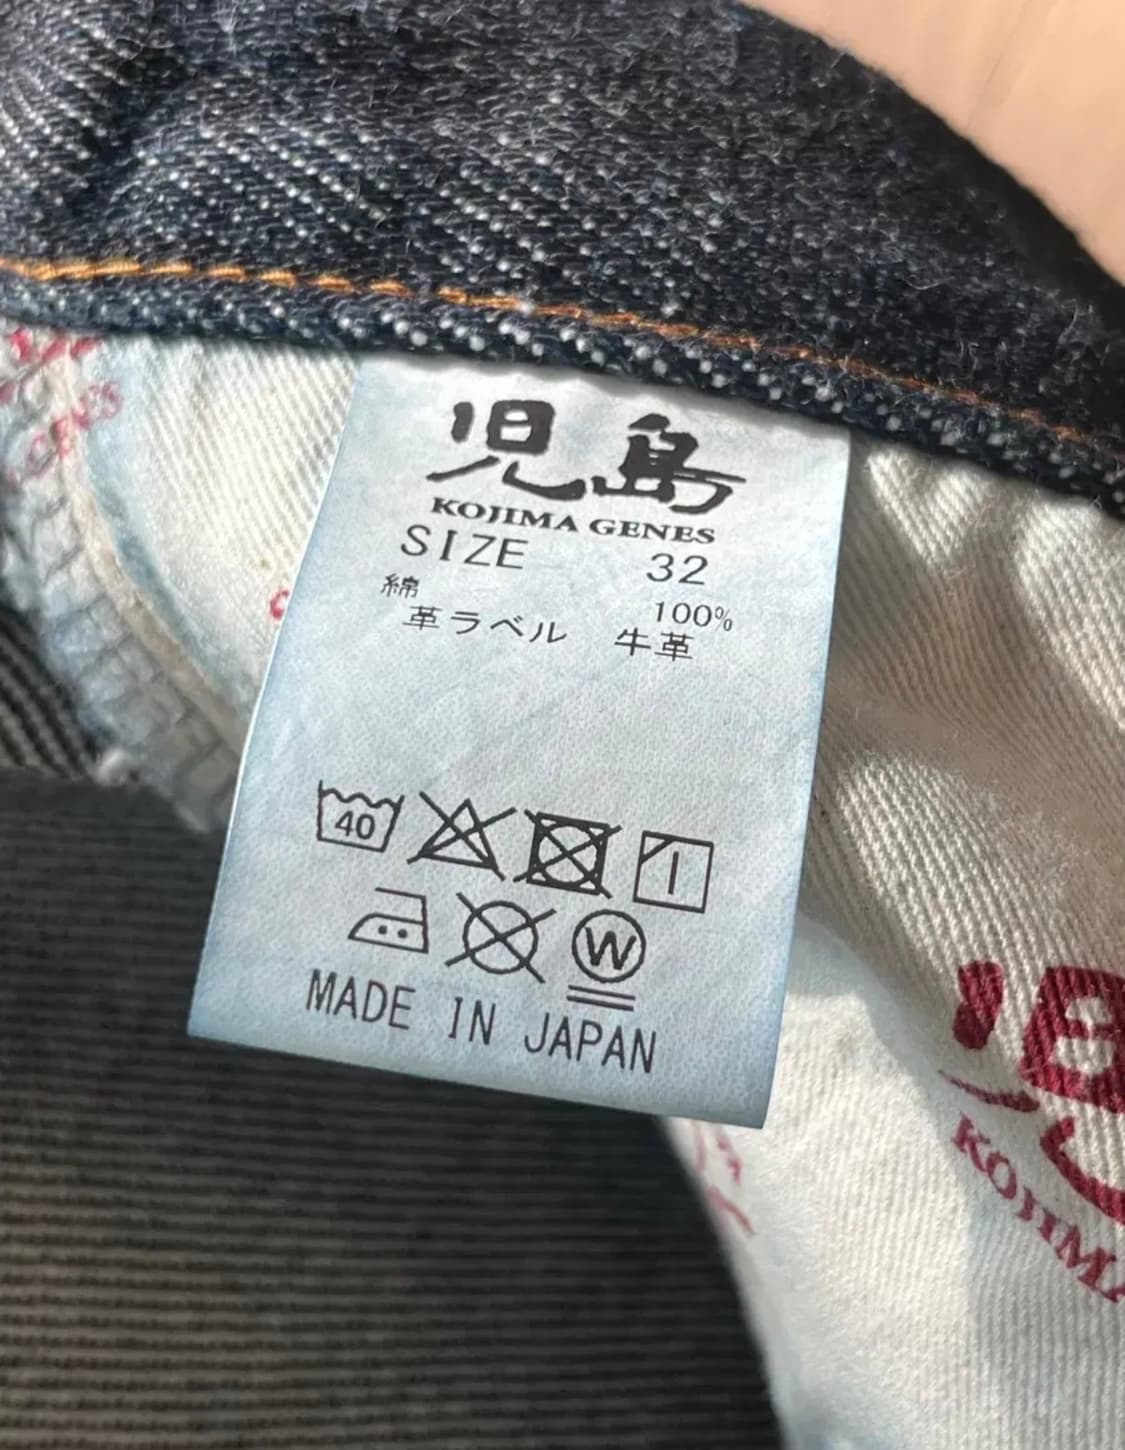 児島
KOJIMA GENES
SIZE 32
綿 100%
革ラベル 牛革
40
W
MADE IN JAPAN
KOJIMA
GENES